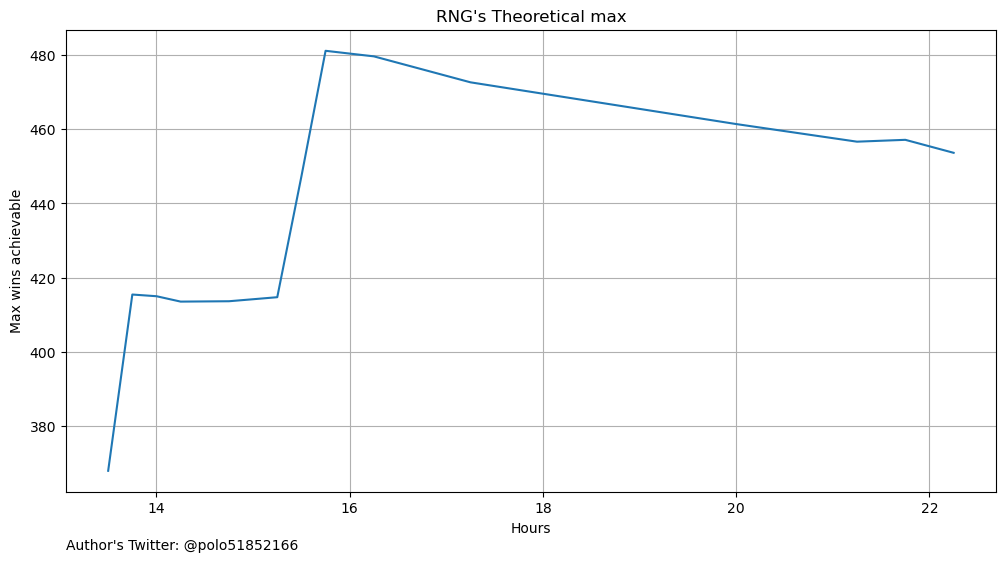 RNG's Theoretical max
Max wins achievable
480
460
440
420
400
380
14 16 18 20 22
Hours
Author's Twitter: @polo51852166